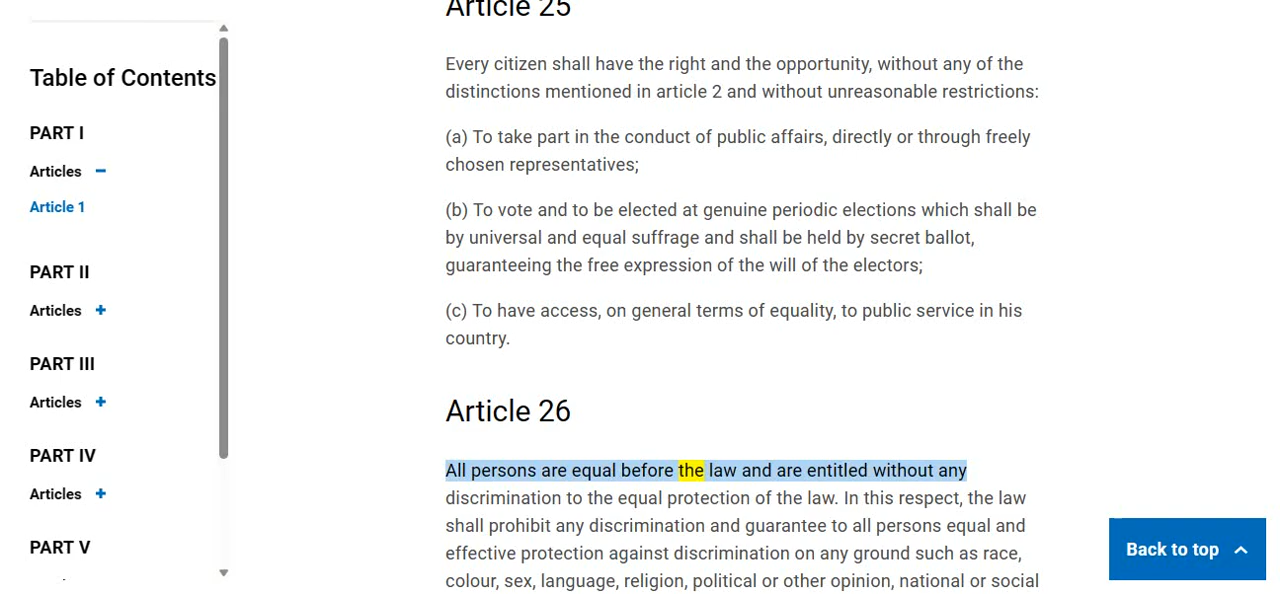 Article 25
Table of Contents
PART I
Articles −
Article 1
PART II
Articles +
PART III
Articles +
PART IV
Articles +
PART V
Every citizen shall have the right and the opportunity, without any of the
distinctions mentioned in article 2 and without unreasonable restrictions:
(a) To take part in the conduct of public affairs, directly or through freely
chosen representatives;
(b) To vote and to be elected at genuine periodic elections which shall be
by universal and equal suffrage and shall be held by secret ballot,
guaranteeing the free expression of the will of the electors;
(c) To have access, on general terms of equality, to public service in his
country.
Article 26
All persons are equal before the law and are entitled without any
discrimination to the equal protection of the law. In this respect, the law
shall prohibit any discrimination and guarantee to all persons equal and
effective protection against discrimination on any ground such as race,
colour, sex, language, religion, political or other opinion, national or social
Back to top